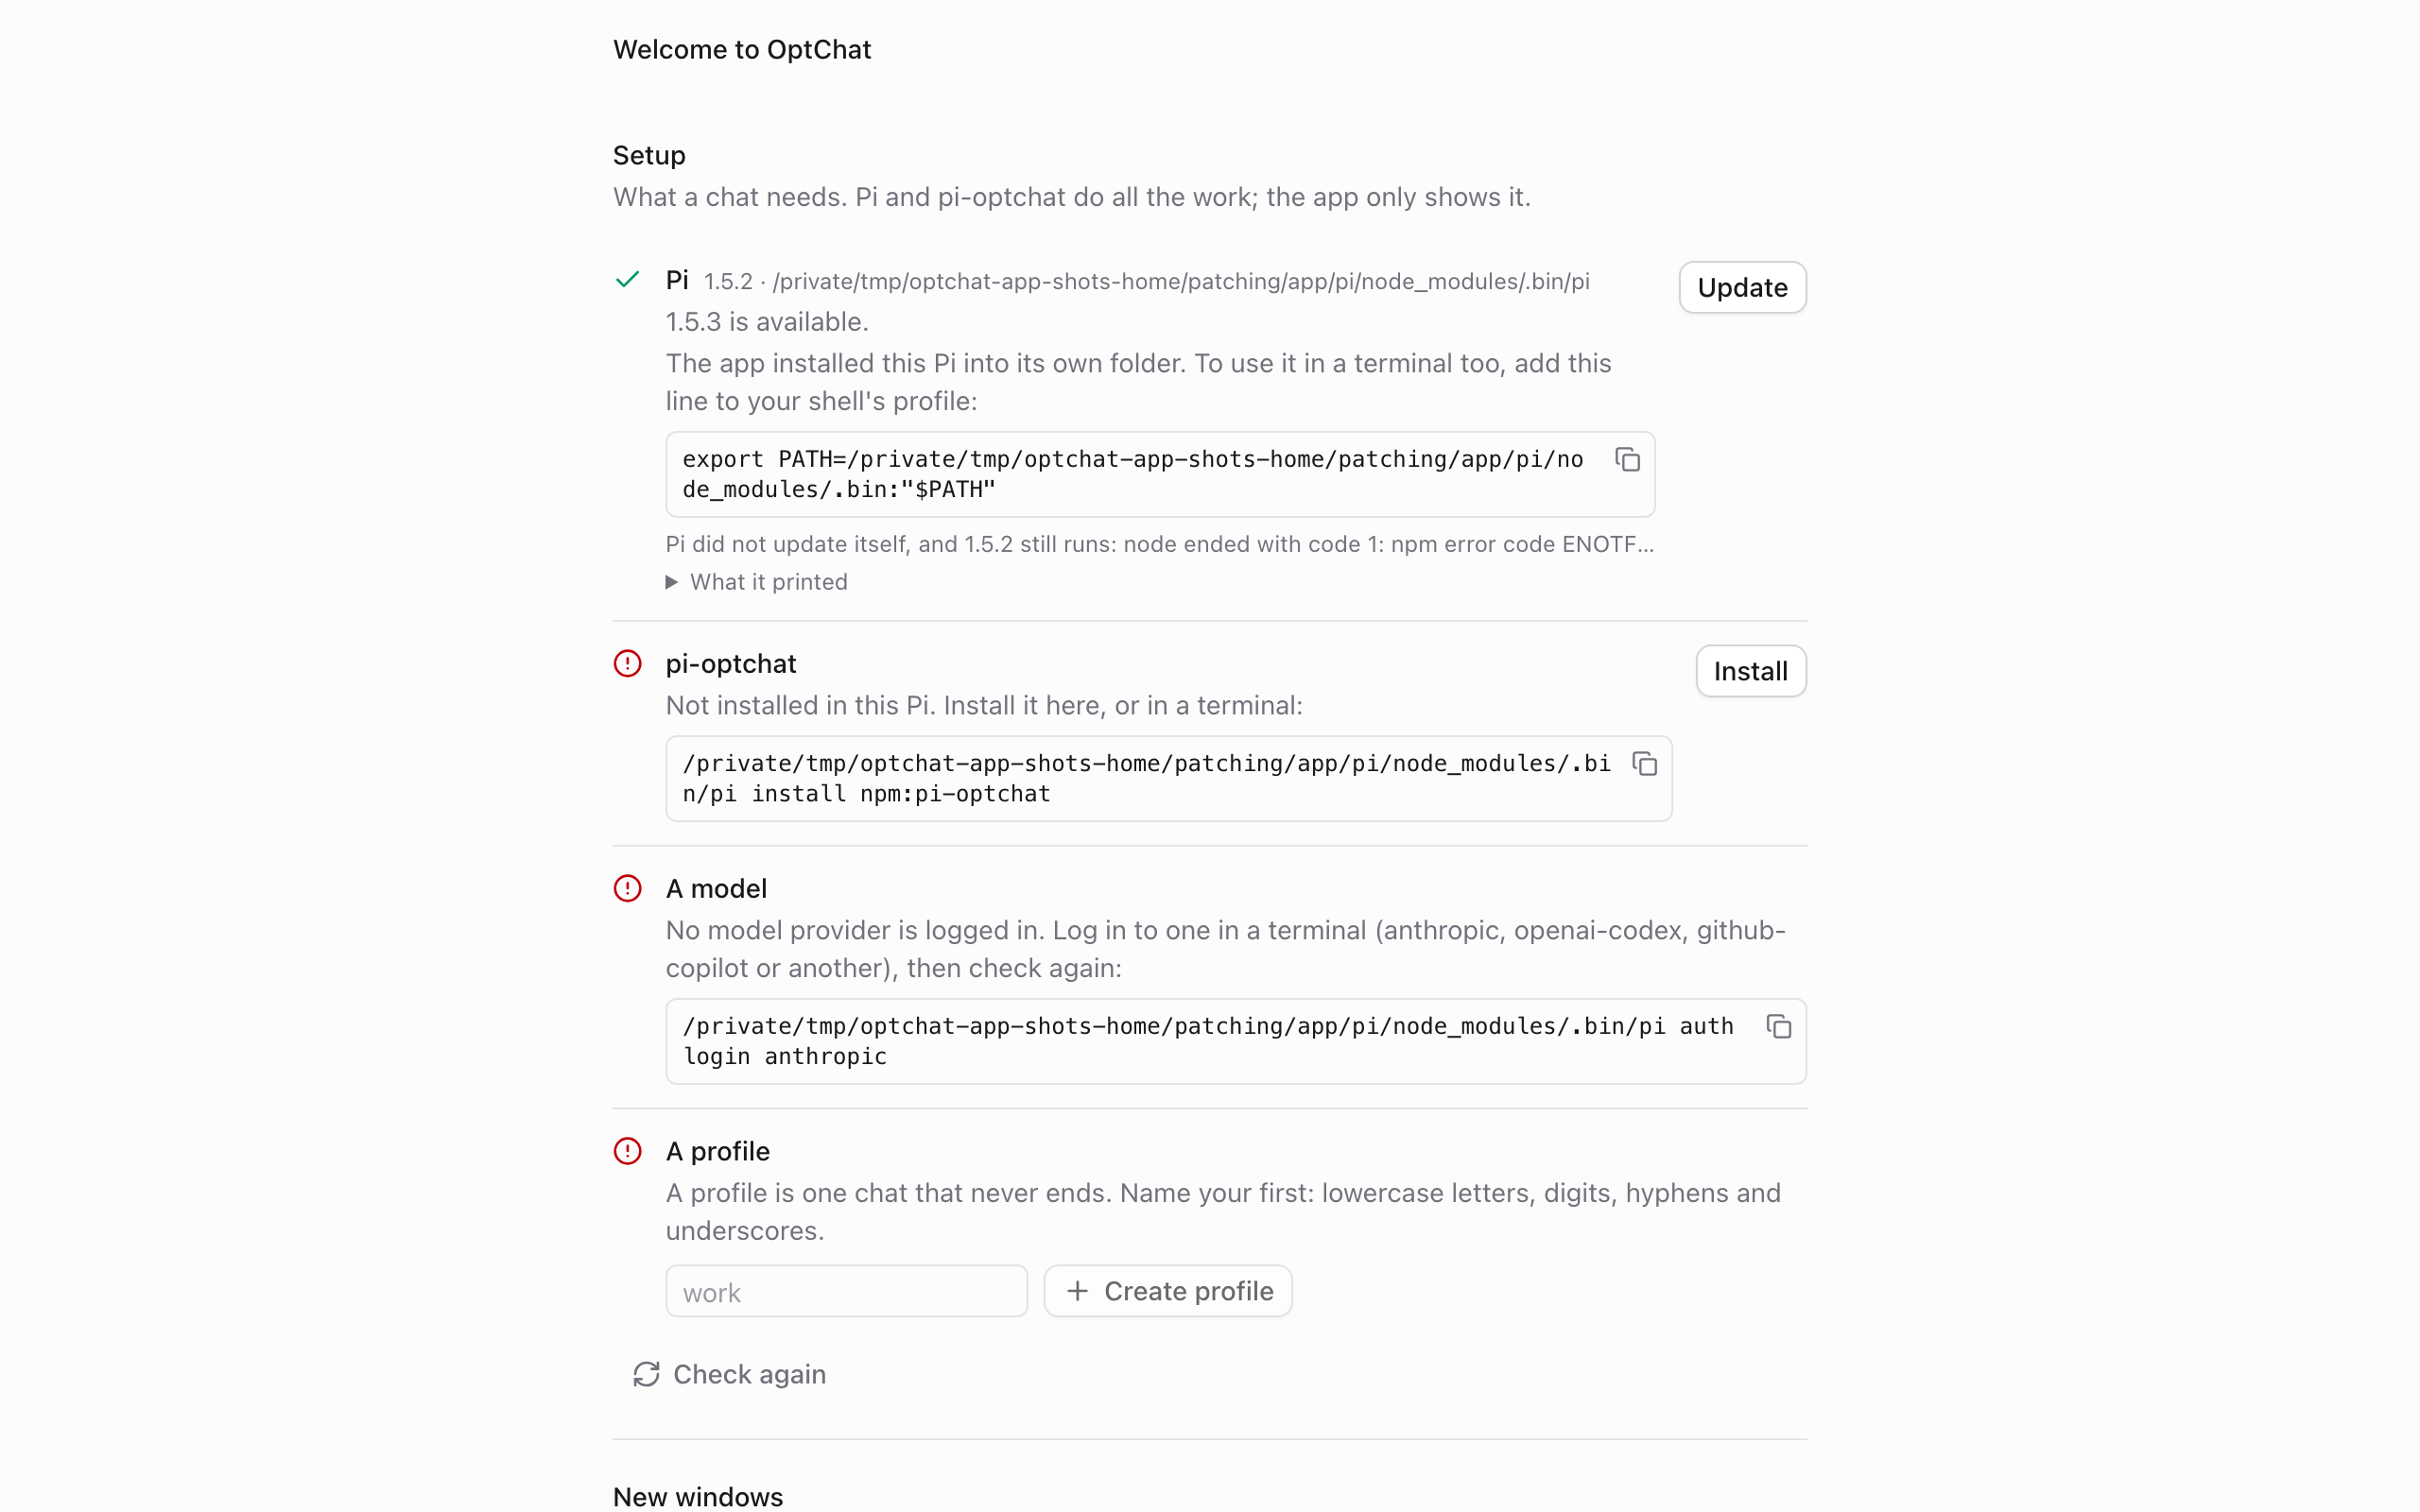 Welcome to OptChat
Setup
What a chat needs. Pi and pi-optchat do all the work; the app only shows it.
Pi 1.5.2 · /private/tmp/optchat-app-shots-home/patching/app/pi/node_modules/.bin/pi
Update
1.5.3 is available.
The app installed this Pi into its own folder. To use it in a terminal too, add this
line to your shell's profile:
export PATH=/private/tmp/optchat-app-shots-home/patching/app/pi/no
de_modules/.bin:"$PATH"
Pi did not update itself, and 1.5.2 still runs: node ended with code 1: npm error code ENOTF...
What it printed
pi-optchat
Install
Not installed in this Pi. Install it here, or in a terminal:
/private/tmp/optchat-app-shots-home/patching/app/pi/node_modules/.bi
n/pi install npm:pi-optchat
A model
No model provider is logged in. Log in to one in a terminal (anthropic, openai-codex, github-
copilot or another), then check again:
/private/tmp/optchat-app-shots-home/patching/app/pi/node_modules/.bin/pi auth
login anthropic
A profile
A profile is one chat that never ends. Name your first: lowercase letters, digits, hyphens and
underscores.
work
Create profile
Check again
New windows